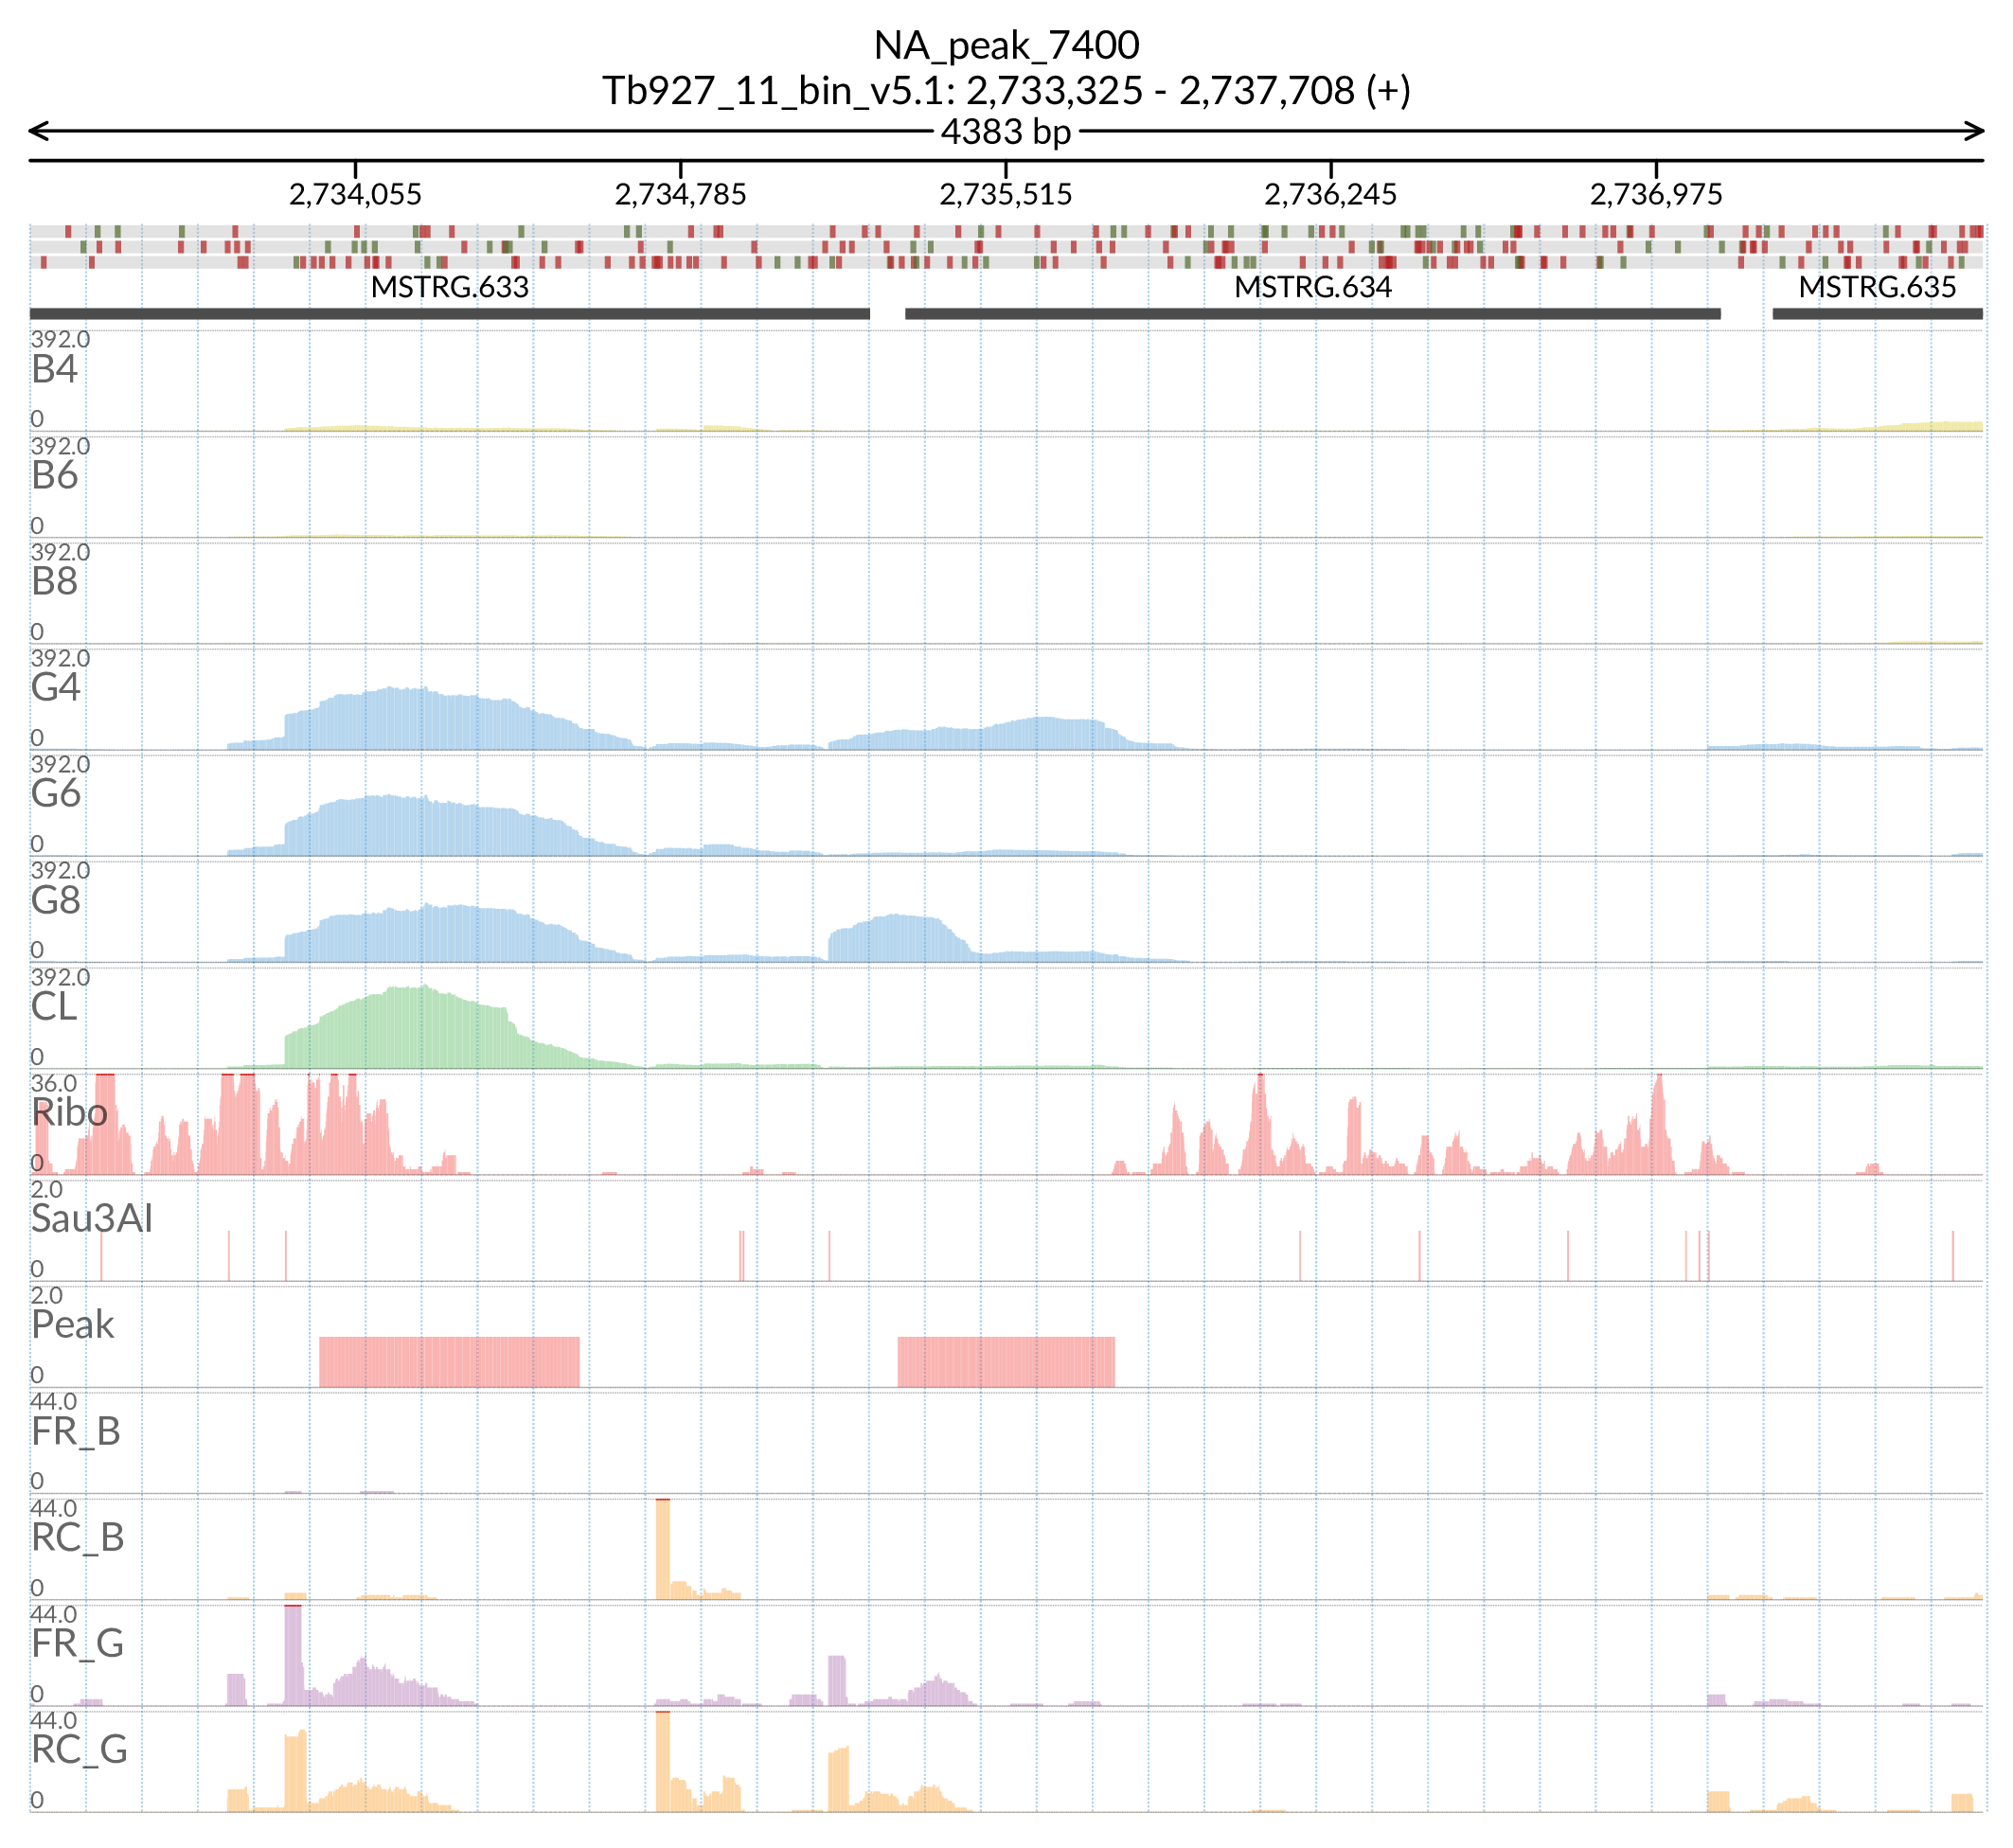 NA_peak_7400
Tb927_11_bin_v5.1: 2,733,325 - 2,737,708 (+)
4383 bp
2,734,055 2,734,785 2,735,515 2,736,245 2,736,975
MSTRG.633 MSTRG.634 MSTRG.635
392.0
B4
0
392.0
B6
0
392.0
B8
0
392.0
G4
0
392.0
G6
0
392.0
G8
0
392.0
CL
0
36.0
Ribo
0
2.0
Sau3AI
0
2.0
Peak
0
44.0
FR_B
0
44.0
RC_B
0
44.0
FR_G
0
44.0
RC_G
0